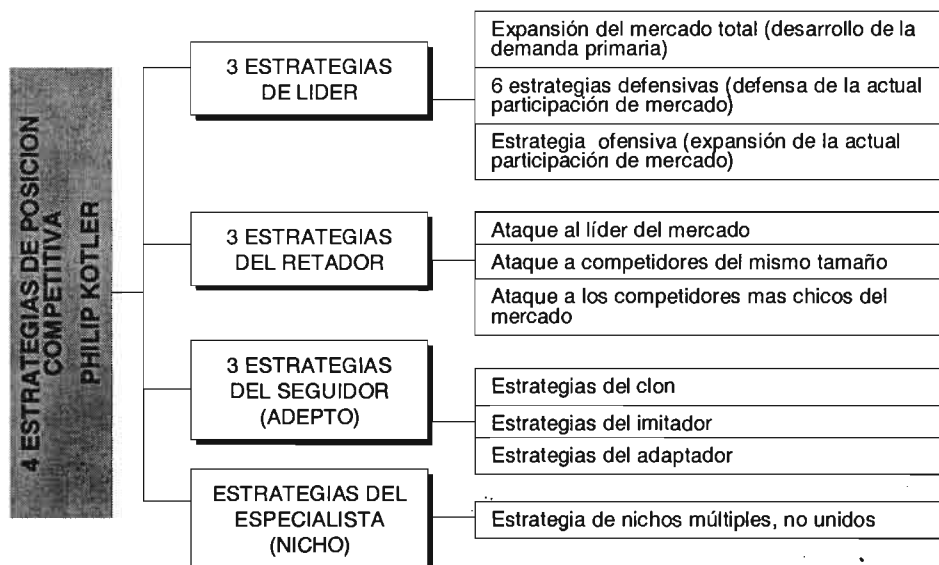 4 ESTRATEGIAS DE POSICION
COMPETITIVA
PHILIP KOTLER
3 ESTRATEGIAS
DE LIDER
Expansión del mercado total (desarrollo de la
demanda primaria)
6 estrategias defensivas (defensa de la actual
participación de mercado)
Estrategia ofensiva (expansión de la actual
participación de mercado)
3 ESTRATEGIAS
DEL RETADOR
Ataque al líder del mercado
Ataque a competidores del mismo tamaño
Ataque a los competidores mas chicos del
mercado
3 ESTRATEGIAS
DEL SEGUIDOR
(ADEPTO)
Estrategias del clon
Estrategias del imitador
Estrategias del adaptador
ESTRATEGIAS DEL
ESPECIALISTA
(NICHO)
Estrategia de nichos múltiples, no unidos